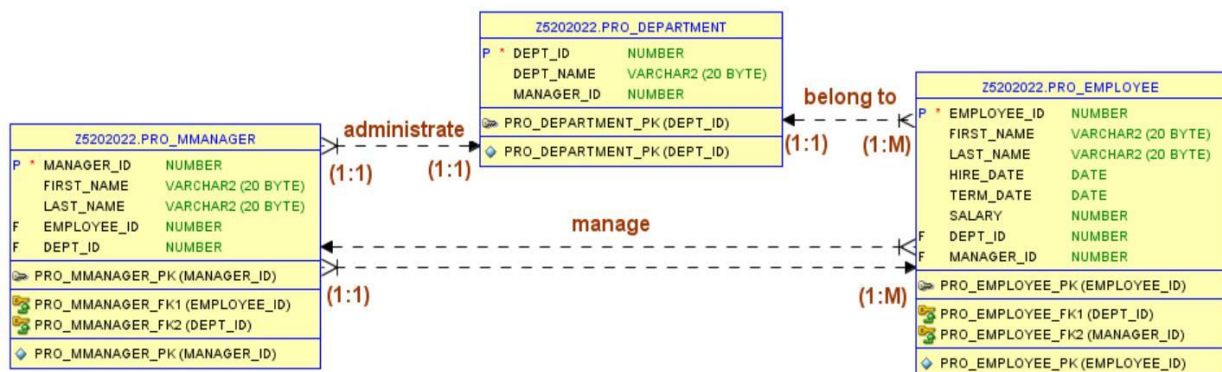 Z5202022.PRO_DEPARTMENT
P * DEPT_ID NUMBER
DEPT_NAME VARCHAR2 (20 BYTE)
MANAGER_ID NUMBER
PRO_DEPARTMENT_PK (DEPT_ID)
PRO_DEPARTMENT_PK (DEPT_ID)
administrate
(1:1)
(1:1)
belong to
(1:1)
(1:M)
Z5202022.PRO_MMANAGER
P * MANAGER_ID NUMBER
FIRST_NAME VARCHAR2 (20 BYTE)
LAST_NAME VARCHAR2 (20 BYTE)
F EMPLOYEE_ID NUMBER
F DEPT_ID NUMBER
PRO_MMANAGER_PK (MANAGER_ID)
PRO_MMANAGER_FK1 (EMPLOYEE_ID)
PRO_MMANAGER_FK2 (DEPT_ID)
PRO_MMANAGER_PK (MANAGER_ID)
manage
(1:1)
(1:M)
Z5202022.PRO_EMPLOYEE
P * EMPLOYEE_ID NUMBER
FIRST_NAME VARCHAR2 (20 BYTE)
LAST_NAME VARCHAR2 (20 BYTE)
HIRE_DATE DATE
TERM_DATE DATE
SALARY NUMBER
F DEPT_ID NUMBER
F MANAGER_ID NUMBER
PRO_EMPLOYEE_PK (EMPLOYEE_ID)
PRO_EMPLOYEE_FK1 (DEPT_ID)
PRO_EMPLOYEE_FK2 (MANAGER_ID)
PRO_EMPLOYEE_PK (EMPLOYEE_ID)